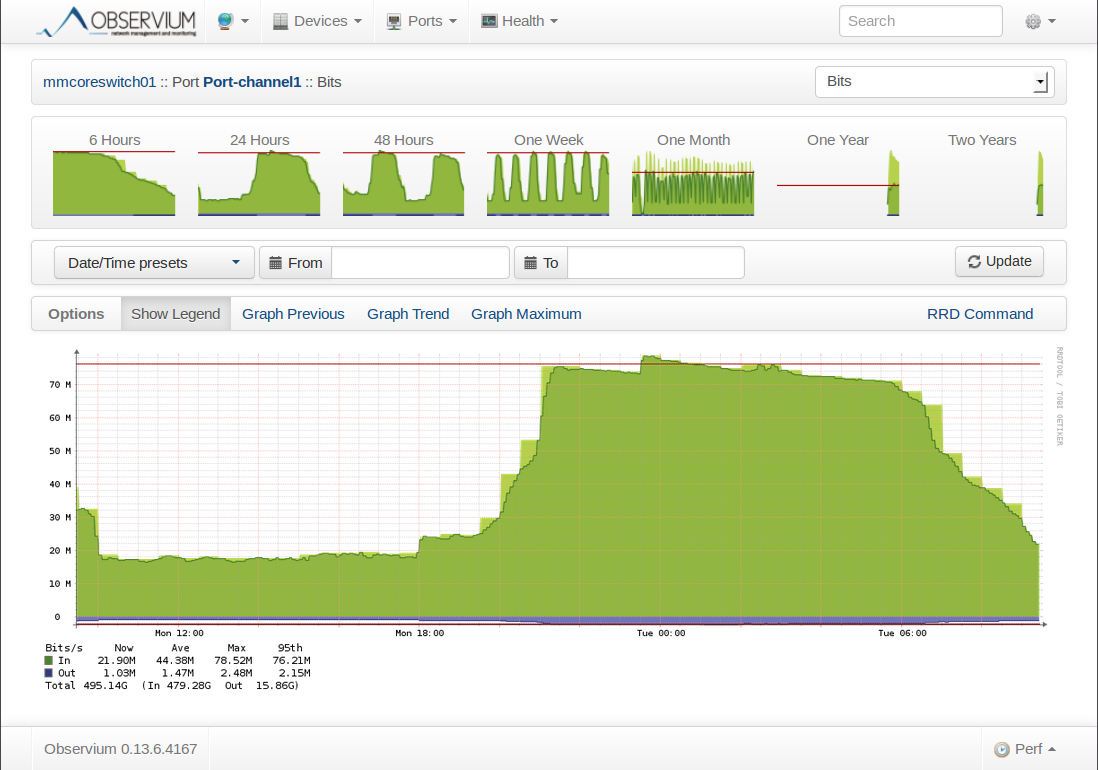 OBSERVIUM
network management and monitoring
Devices
Ports
Health
Search
mmcoreswitch01 :: Port Port-channel1 :: Bits
Bits
6 Hours
24 Hours
48 Hours
One Week
One Month
One Year
Two Years
Date/Time presets
From
To
Update
Options
Show Legend
Graph Previous
Graph Trend
Graph Maximum
RRD Command
RRDTOOL / TOBI OETIKER
70 M
60 M
50 M
40 M
30 M
20 M
10 M
0
Mon 12:00 Mon 18:00 Tue 00:00 Tue 06:00
Bits/s Now Ave Max 95th
In 21.90M 44.38M 78.52M 76.21M
Out 1.03M 1.47M 2.48M 2.15M
Total 495.14G (In 479.28G Out 15.86G)
Observium 0.13.6.4167
Perf